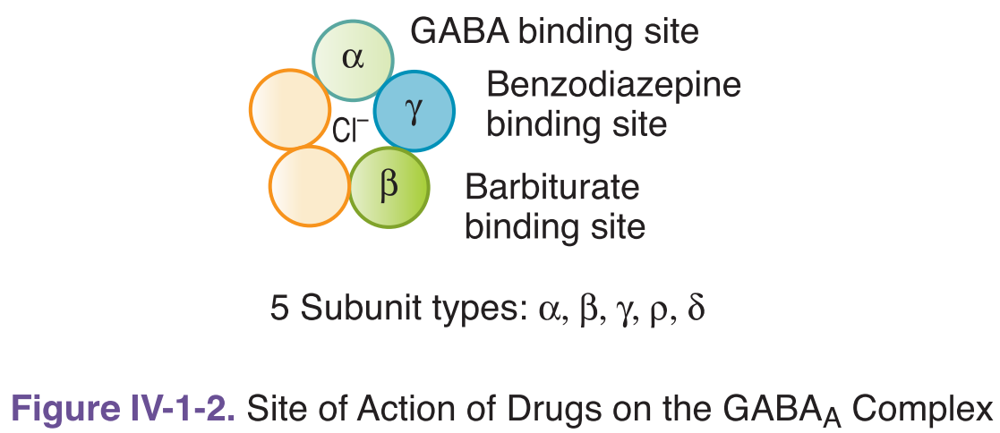 α
GABA binding site
γ
Benzodiazepine
binding site
Cl⁻
β
Barbiturate
binding site
5 Subunit types: α, β, γ, ρ, δ
Figure IV-1-2. Site of Action of Drugs on the GABA_A Complex